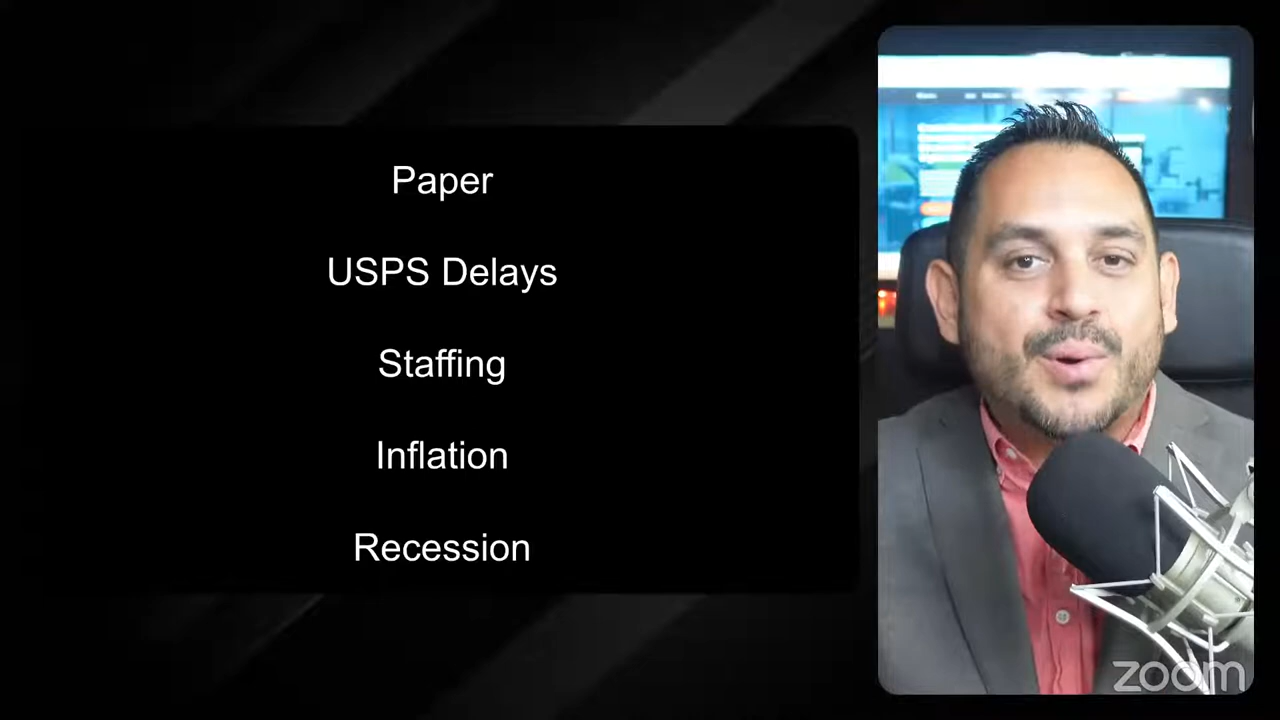 Paper
USPS Delays
Staffing
Inflation
Recession
zoom